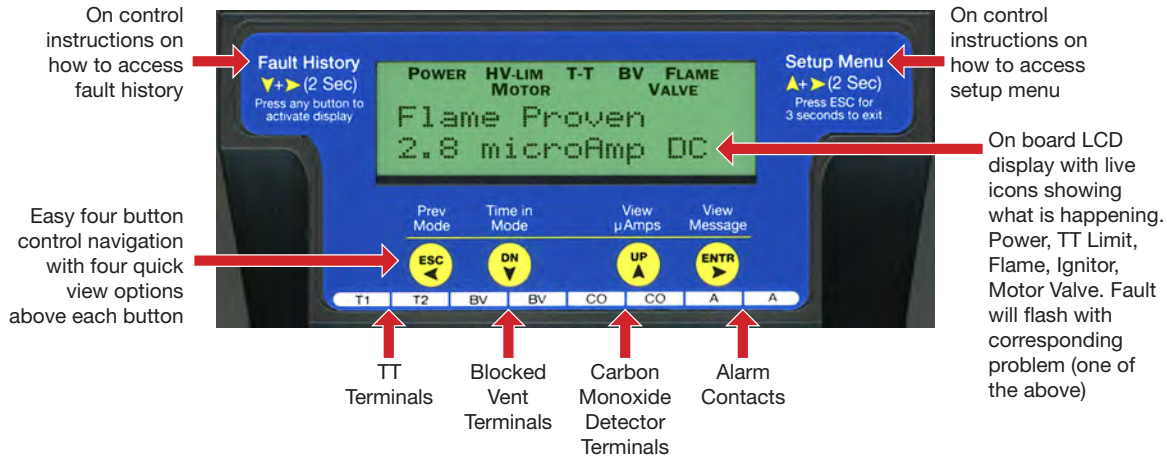 On control
instructions on
how to access
fault history
Fault History
▼+➤ (2 Sec)
Press any button to
activate display
POWER HV-LIM T-T BV FLAME
MOTOR VALVE
Flame Proven
2.8 microAmp DC
Setup Menu
▲+➤ (2 Sec)
Press ESC for
3 seconds to exit
On control
instructions on
how to access
setup menu
On board LCD
display with live
icons showing
what is happening.
Power, TT Limit,
Flame, Ignitor,
Motor Valve. Fault
will flash with
corresponding
problem (one of
the above)
Easy four button
control navigation
with four quick
view options
above each button
Prev
Mode
Time in
Mode
View
µAmps
View
Message
ESC
DN
UP
ENTR
T1 T2 BV BV CO CO A A
TT
Terminals
Blocked
Vent
Terminals
Carbon
Monoxide
Detector
Terminals
Alarm
Contacts